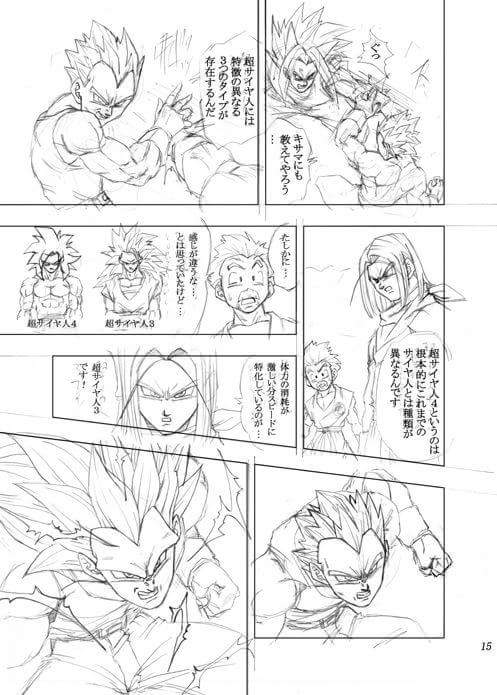 ぐっ
キサマにも
教えてやろう
…
超サイヤ人には
特徴の異なる
3つのタイプが
存在するんだ
超サイヤ人4というのは
根本的にこれまでの
サイヤ人とは種類が
異なるんです
たしかに…
感じが違うな…
とは思っていたけど…
超サイヤ人3
超サイヤ人4
体力の消耗が
激しい分スピードに
特化しているのが…
超サイヤ人3
です！
15